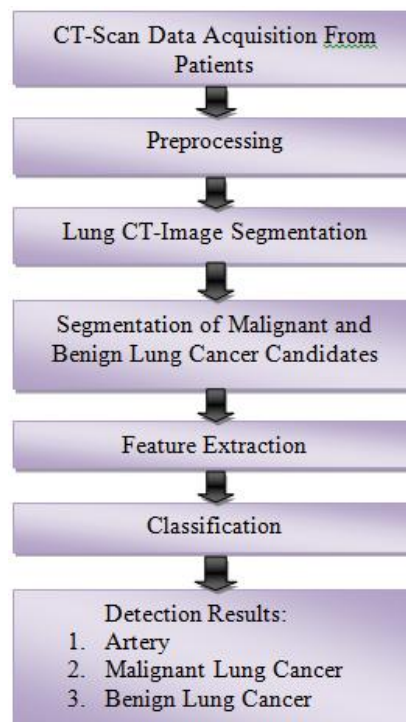 CT-Scan Data Acquisition From
Patients
Preprocessing
Lung CT-Image Segmentation
Segmentation of Malignant and
Benign Lung Cancer Candidates
Feature Extraction
Classification
Detection Results:
1. Artery
2. Malignant Lung Cancer
3. Benign Lung Cancer